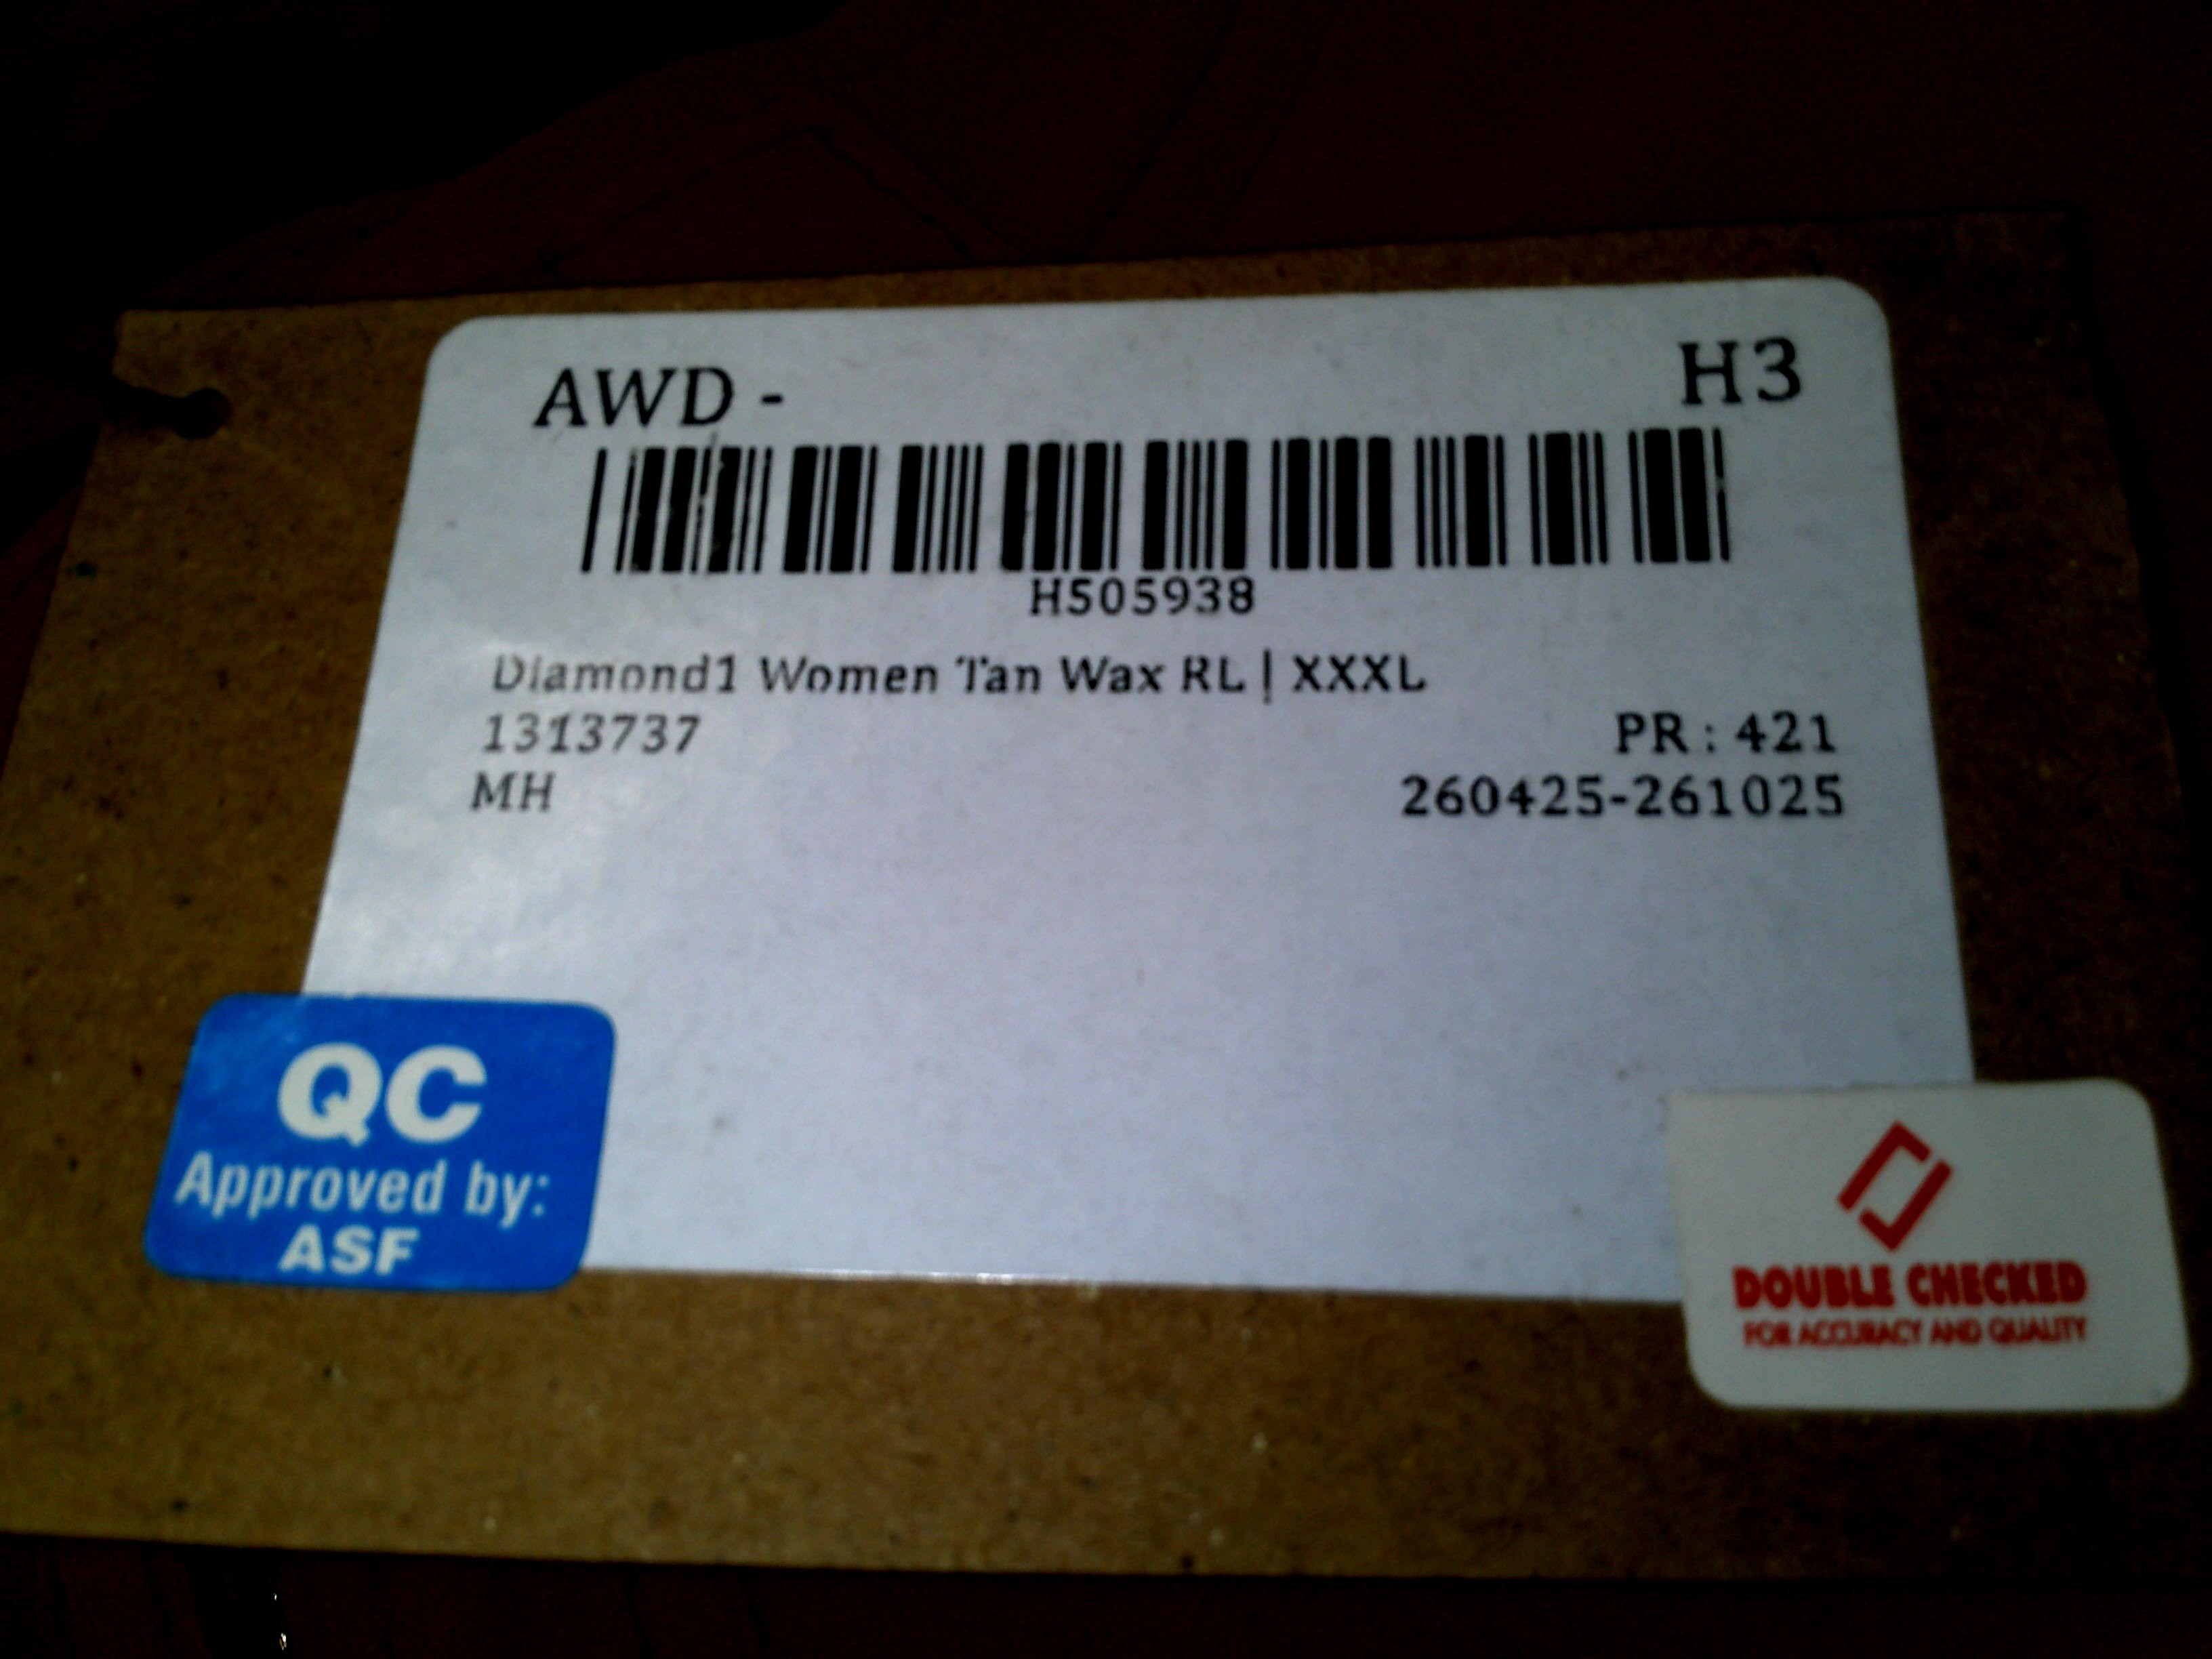 AWD - H3
H505938
Diamond1 Women Tan Wax RL | XXXL
1313737 PR : 421
MH 260425-261025
QC
Approved by:
ASF
DOUBLE CHECKED
FOR ACCURACY AND QUALITY